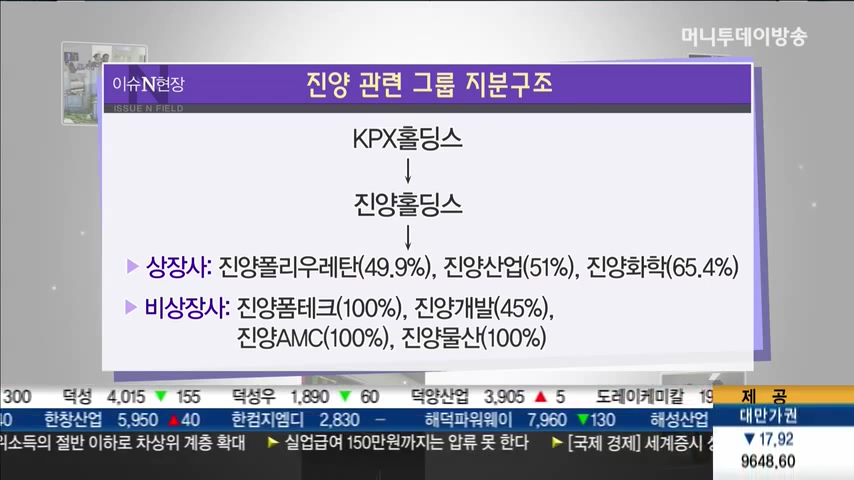 머니투데이방송
이슈N현장
ISSUE N FIELD
진양 관련 그룹 지분구조
KPX홀딩스
↓
진양홀딩스
↓
▶ 상장사: 진양폴리우레탄(49.9%), 진양산업(51%), 진양화학(65.4%)
▶ 비상장사: 진양폼테크(100%), 진양개발(45%),
진양AMC(100%), 진양물산(100%)
300 덕성 4,015 ▼ 155 덕성우 1,890 ▼ 60 덕양산업 3,905 ▲ 5 도레이케미칼 19
40 한창산업 5,950 ▲40 한컴지엠디 2,830 – 해덕파워웨이 7,960 ▼130 해성산업
위소득의 절반 이하로 차상위 계층 확대 ▶ 실업급여 150만원까지는 압류 못 한다 ▶ [국제 경제] 세계증시
제 공
대만가권
▼17,92
9648,60